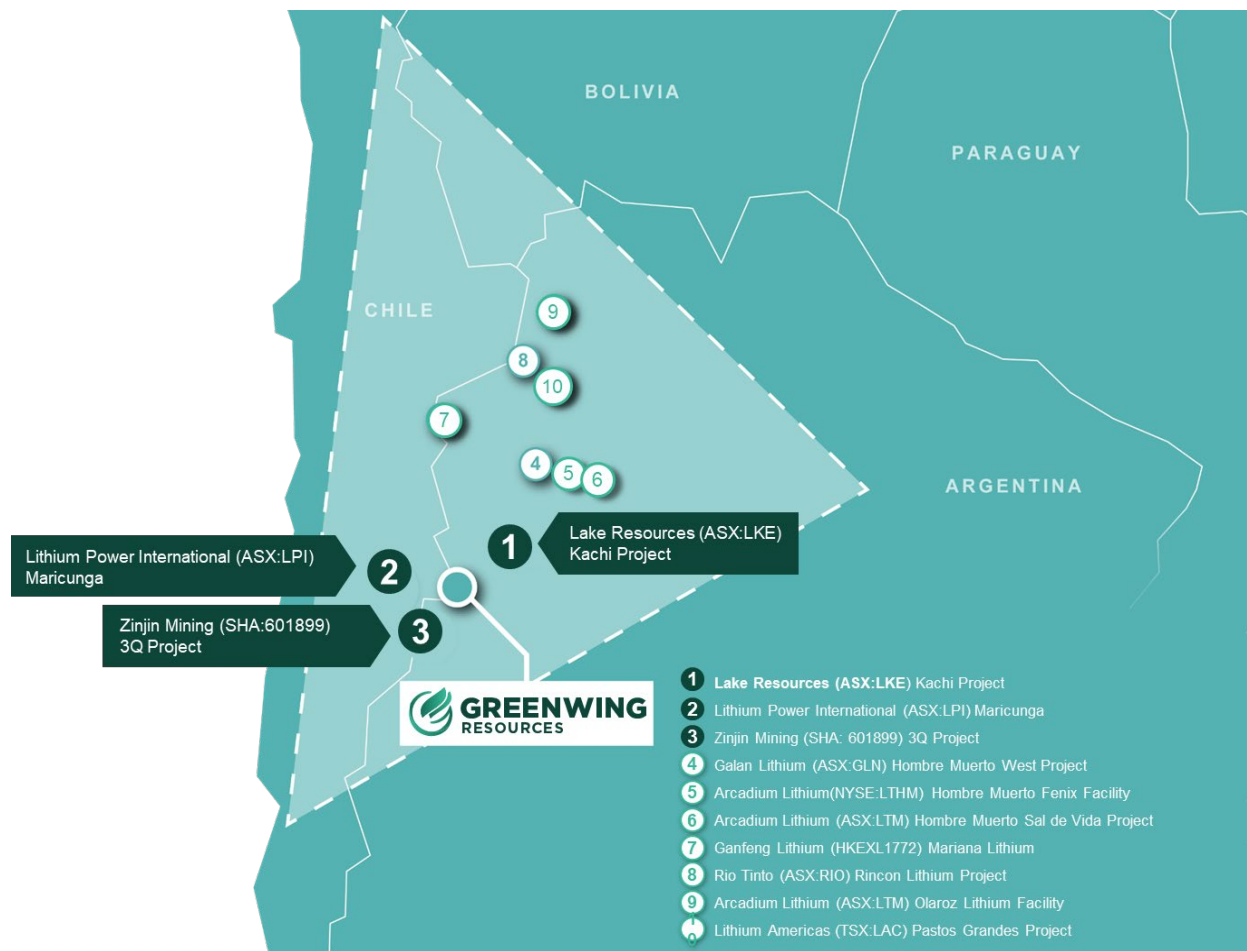 BOLIVIA
PARAGUAY
CHILE
9
8
10
7
4
5
6
ARGENTINA
1
Lake Resources (ASX:LKE)
Kachi Project
Lithium Power International (ASX:LPI)
Maricunga
2
Zinjin Mining (SHA:601899)
3Q Project
3
GREENWING
RESOURCES
1 Lake Resources (ASX:LKE) Kachi Project
2 Lithium Power International (ASX:LPI) Maricunga
3 Zinjin Mining (SHA: 601899) 3Q Project
4 Galan Lithium (ASX:GLN) Hombre Muerto West Project
5 Arcadium Lithium(NYSE:LTHM) Hombre Muerto Fenix Facility
6 Arcadium Lithium (ASX:LTM) Hombre Muerto Sal de Vida Project
7 Ganfeng Lithium (HKEXL1772) Mariana Lithium
8 Rio Tinto (ASX:RIO) Rincon Lithium Project
9 Arcadium Lithium (ASX:LTM) Olaroz Lithium Facility
10 Lithium Americas (TSX:LAC) Pastos Grandes Project